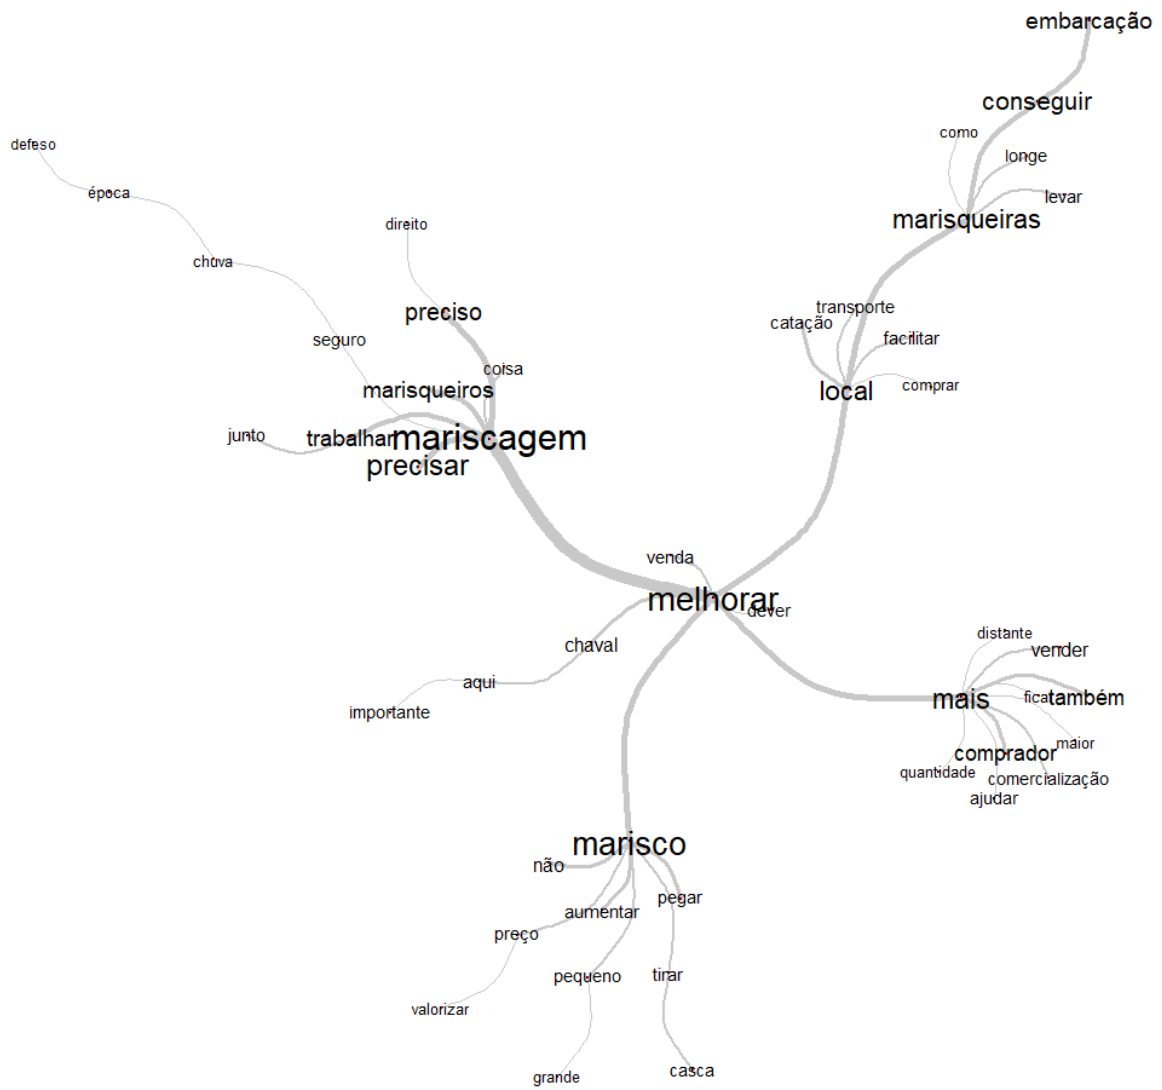 embarcação
conseguir
como
longe
levar
marisqueiras
defeso
época
chuva
direito
preciso
seguro
coisa
marisqueiros
junto
trabalhar
mariscagem
precisar
transporte
catação
facilitar
local
comprar
venda
melhorar
dever
chaval
aqui
importante
distante
vender
mais
fica
também
maior
comprador
quantidade
comercialização
ajudar
marisco
não
pegar
aumentar
preço
pequeno
tirar
valorizar
grande
casca